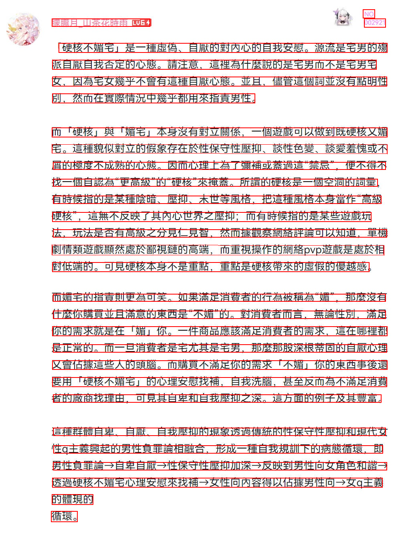 「硬核不媚宅」是一種虛偽、自厭的對內心的自我安慰。源流是宅男的殤
派自厭自我否定的心態。請注意，這裡為什麼說的是宅男而不是宅男宅
女，因為宅女幾乎不曾有這種自厭心態。並且，儘管這個詞並沒有點明性
別，然而在實際情況中幾乎都用來指責男性。
而「硬核」與「媚宅」本身沒有對立關係，一個遊戲可以做到既硬核又媚
宅。這種貌似對立的假象存在於性保守性壓抑、談性色變、談愛羞愧或不
屑的極度不成熟的心態。因而心理上為了彌補或蓋過這“禁忌”，便不得不
找一個自認為“更高級”的“硬核”來掩蓋。所謂的硬核是一個空洞的詞彙，
有時候指的是某種陰暗、壓抑、末世等風格，把這種風格本身當作“高級
硬核”，這無不反映了其內心世界之壓抑；而有時候指的是某些遊戲玩
法，玩法是否有高級之分見仁見智，然而據觀察網絡評論可以知道，單機
劇情類遊戲顯然處於鄙視鏈的高端，而重視操作的網絡pvp遊戲是處於相
對低端的。可見硬核本身不是重點，重點是硬核帶來的虛假的優越感。
而媚宅的指責則更為可笑。如果滿足消費者的行為被稱為“媚”，那麼沒有
什麼你購買並且滿意的東西是“不媚”的。對消費者而言，無論性別，滿足
你的需求就是在「媚」你。一件商品應該滿足消費者的需求，這在哪裡都
是正常的。而一旦消費者是宅尤其是宅男，那麼那股深根蒂固的自厭心理
又會佔據這些人的頭腦。而購買不滿足你的需求「不媚」你的東西事後還
要用「硬核不媚宅」的心理安慰找補，自我洗腦，甚至反而為不滿足消費
者的廠商找理由，可見其自卑和自我壓抑之深。這方面的例子及其豐富。
這種群體自卑、自厭、自我壓抑的現象透過傳統的性保守性壓抑和現代女
性q主義興起的男性負罪論相融合，形成一種自我規訓下的病態循環，即
男性負罪論→自卑自厭→性保守性壓抑加深→反映到男性向女角色和諧→
透過硬核不媚宅心理安慰來找補→女性向內容得以佔據男性向→女q主義
的體現的
循環。